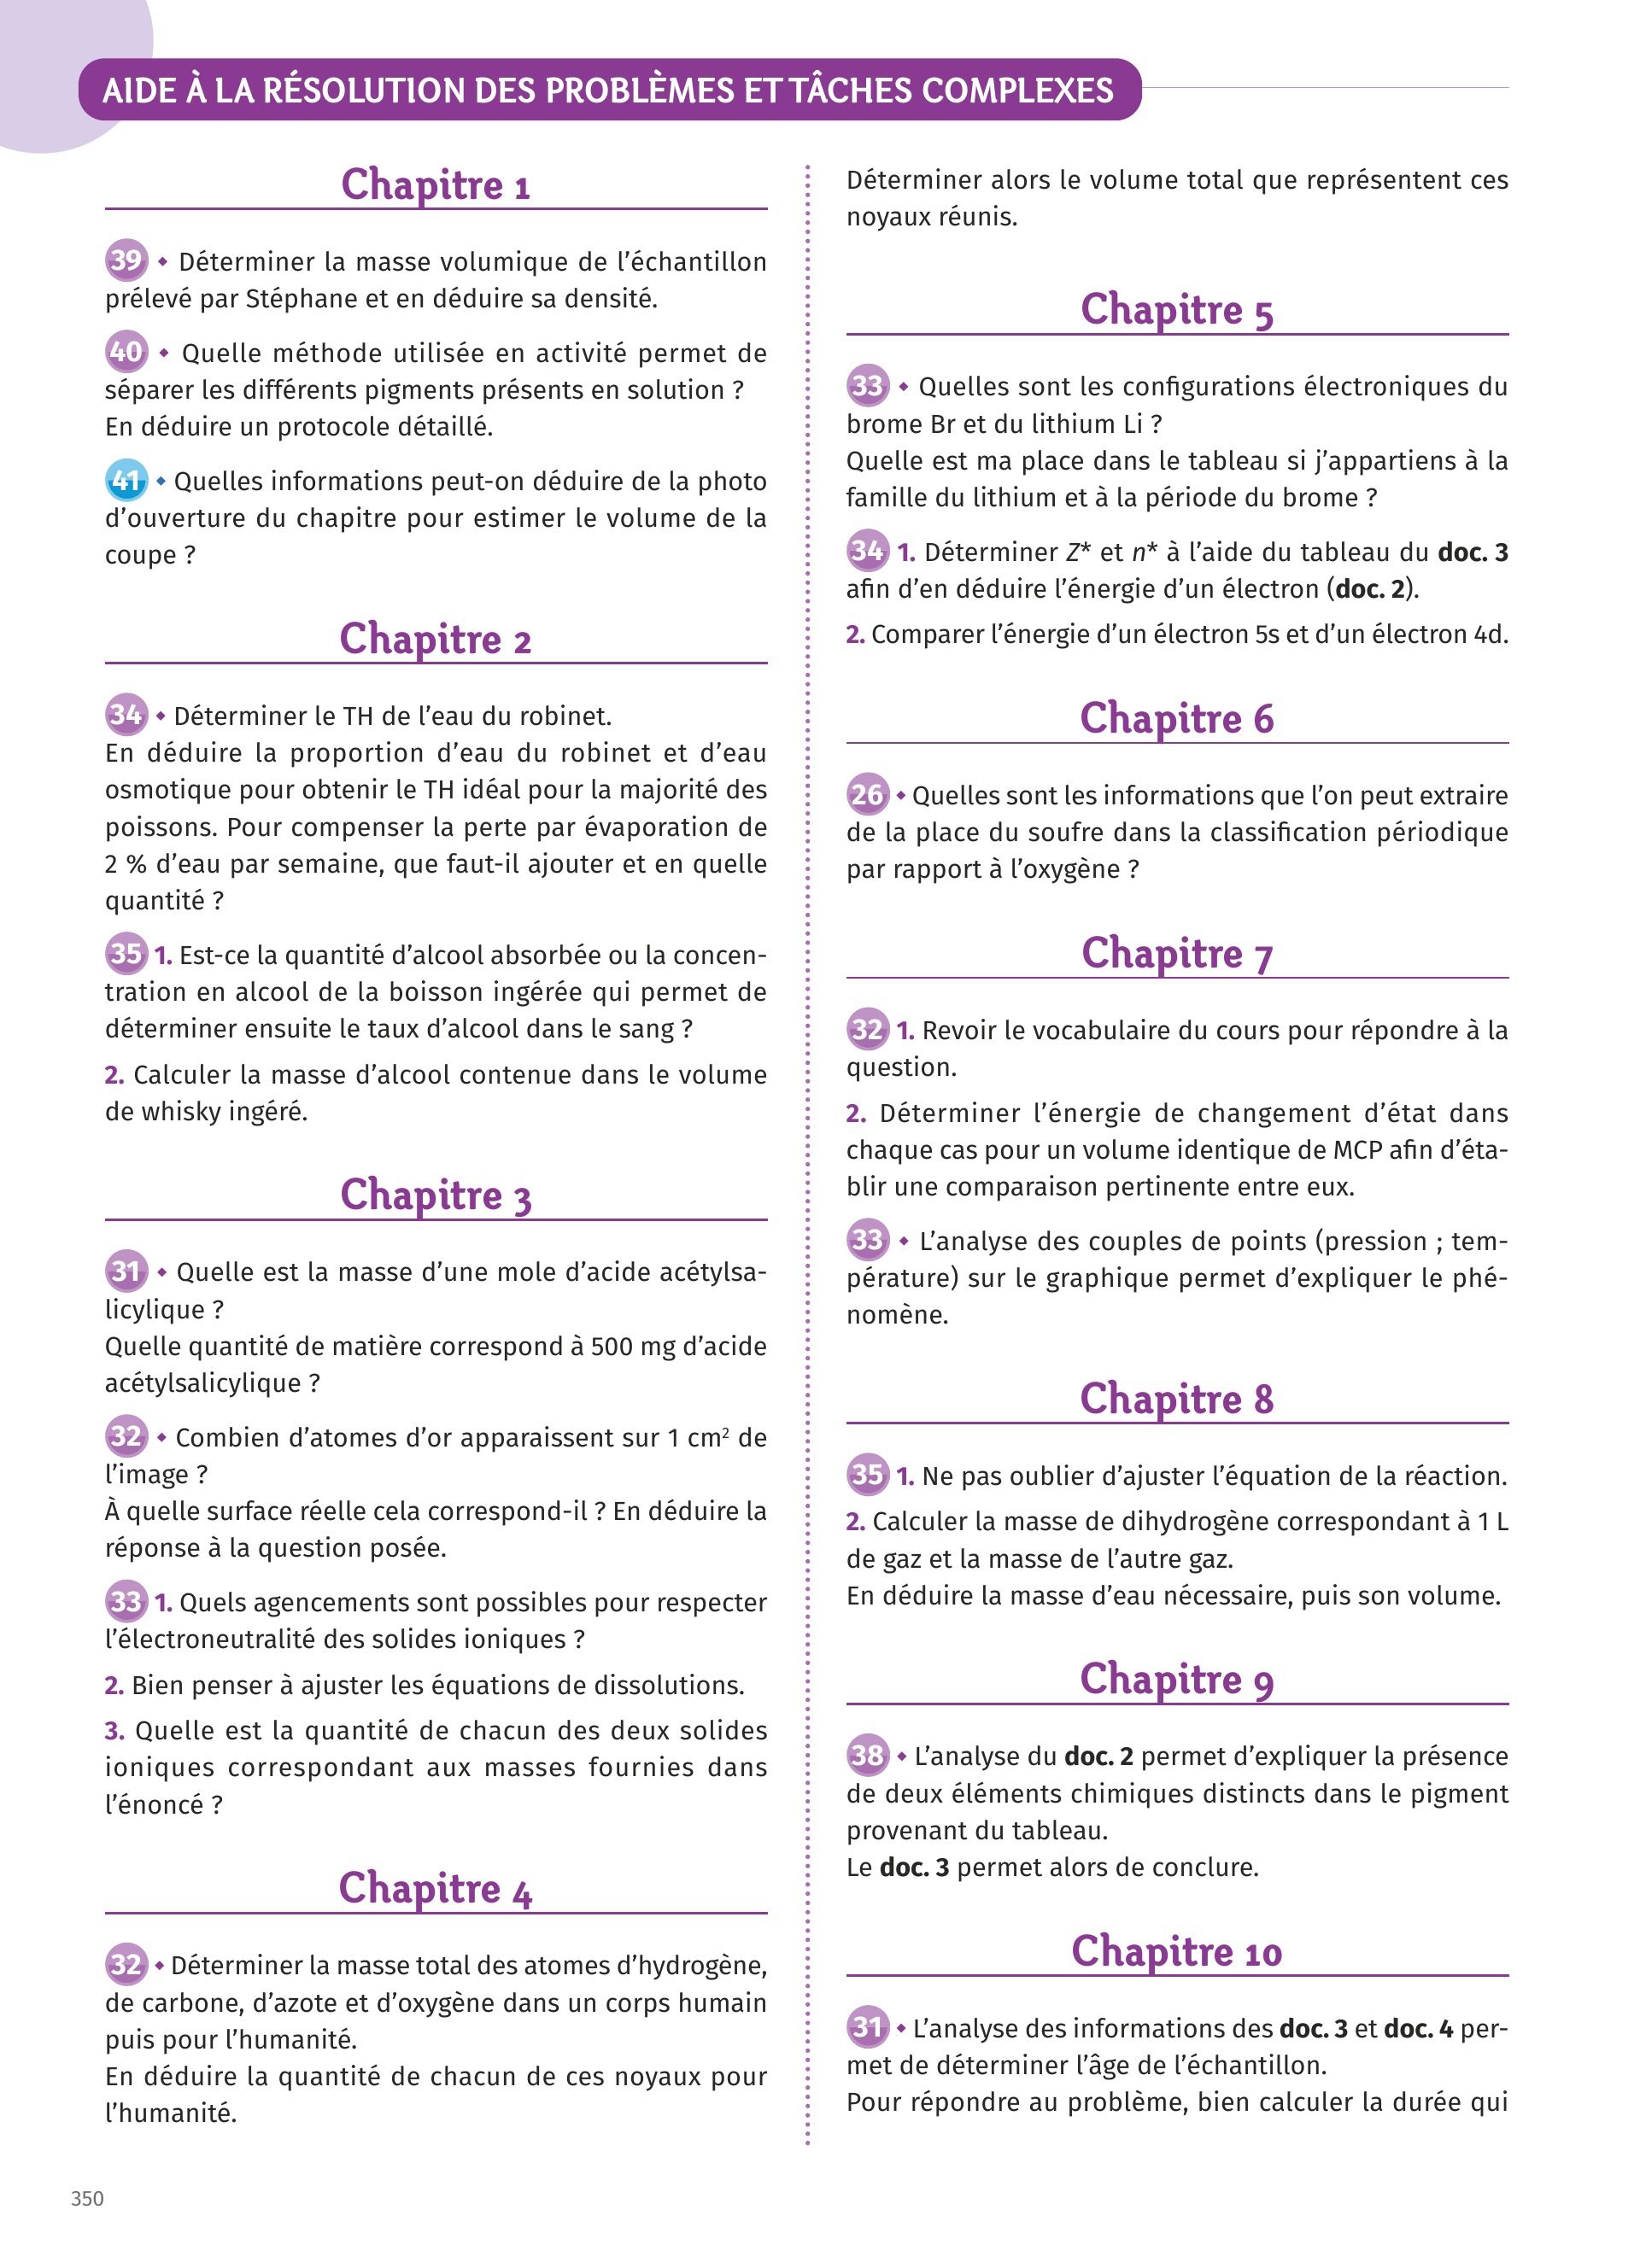 AIDE À LA RÉSOLUTION DES PROBLÈMES ET TÂCHES COMPLEXES
Chapitre 1
39 ◆ Déterminer la masse volumique de l’échantillon
prélevé par Stéphane et en déduire sa densité.
40 ◆ Quelle méthode utilisée en activité permet de
séparer les différents pigments présents en solution ?
En déduire un protocole détaillé.
41 ◆ Quelles informations peut-on déduire de la photo
d’ouverture du chapitre pour estimer le volume de la
coupe ?
Chapitre 2
34 ◆ Déterminer le TH de l’eau du robinet.
En déduire la proportion d’eau du robinet et d’eau
osmotique pour obtenir le TH idéal pour la majorité des
poissons. Pour compenser la perte par évaporation de
2 % d’eau par semaine, que faut-il ajouter et en quelle
quantité ?
35 1. Est-ce la quantité d’alcool absorbée ou la concen-
tration en alcool de la boisson ingérée qui permet de
déterminer ensuite le taux d’alcool dans le sang ?
2. Calculer la masse d’alcool contenue dans le volume
de whisky ingéré.
Chapitre 3
31 ◆ Quelle est la masse d’une mole d’acide acétylsa-
licylique ?
Quelle quantité de matière correspond à 500 mg d’acide
acétylsalicylique ?
32 ◆ Combien d’atomes d’or apparaissent sur 1 cm² de
l’image ?
À quelle surface réelle cela correspond-il ? En déduire la
réponse à la question posée.
33 1. Quels agencements sont possibles pour respecter
l’électroneutralité des solides ioniques ?
2. Bien penser à ajuster les équations de dissolutions.
3. Quelle est la quantité de chacun des deux solides
ioniques correspondant aux masses fournies dans
l’énoncé ?
Chapitre 4
32 ◆ Déterminer la masse total des atomes d’hydrogène,
de carbone, d’azote et d’oxygène dans un corps humain
puis pour l’humanité.
En déduire la quantité de chacun de ces noyaux pour
l’humanité.
Déterminer alors le volume total que représentent ces
noyaux réunis.
Chapitre 5
33 ◆ Quelles sont les configurations électroniques du
brome Br et du lithium Li ?
Quelle est ma place dans le tableau si j’appartiens à la
famille du lithium et à la période du brome ?
34 1. Déterminer Z* et n* à l’aide du tableau du doc. 3
afin d’en déduire l’énergie d’un électron (doc. 2).
2. Comparer l’énergie d’un électron 5s et d’un électron 4d.
Chapitre 6
26 ◆ Quelles sont les informations que l’on peut extraire
de la place du soufre dans la classification périodique
par rapport à l’oxygène ?
Chapitre 7
32 1. Revoir le vocabulaire du cours pour répondre à la
question.
2. Déterminer l’énergie de changement d’état dans
chaque cas pour un volume identique de MCP afin d’éta-
blir une comparaison pertinente entre eux.
33 ◆ L’analyse des couples de points (pression ; tem-
pérature) sur le graphique permet d’expliquer le phé-
nomène.
Chapitre 8
35 1. Ne pas oublier d’ajuster l’équation de la réaction.
2. Calculer la masse de dihydrogène correspondant à 1 L
de gaz et la masse de l’autre gaz.
En déduire la masse d’eau nécessaire, puis son volume.
Chapitre 9
38 ◆ L’analyse du doc. 2 permet d’expliquer la présence
de deux éléments chimiques distincts dans le pigment
provenant du tableau.
Le doc. 3 permet alors de conclure.
Chapitre 10
31 ◆ L’analyse des informations des doc. 3 et doc. 4 per-
met de déterminer l’âge de l’échantillon.
Pour répondre au problème, bien calculer la durée qui
350